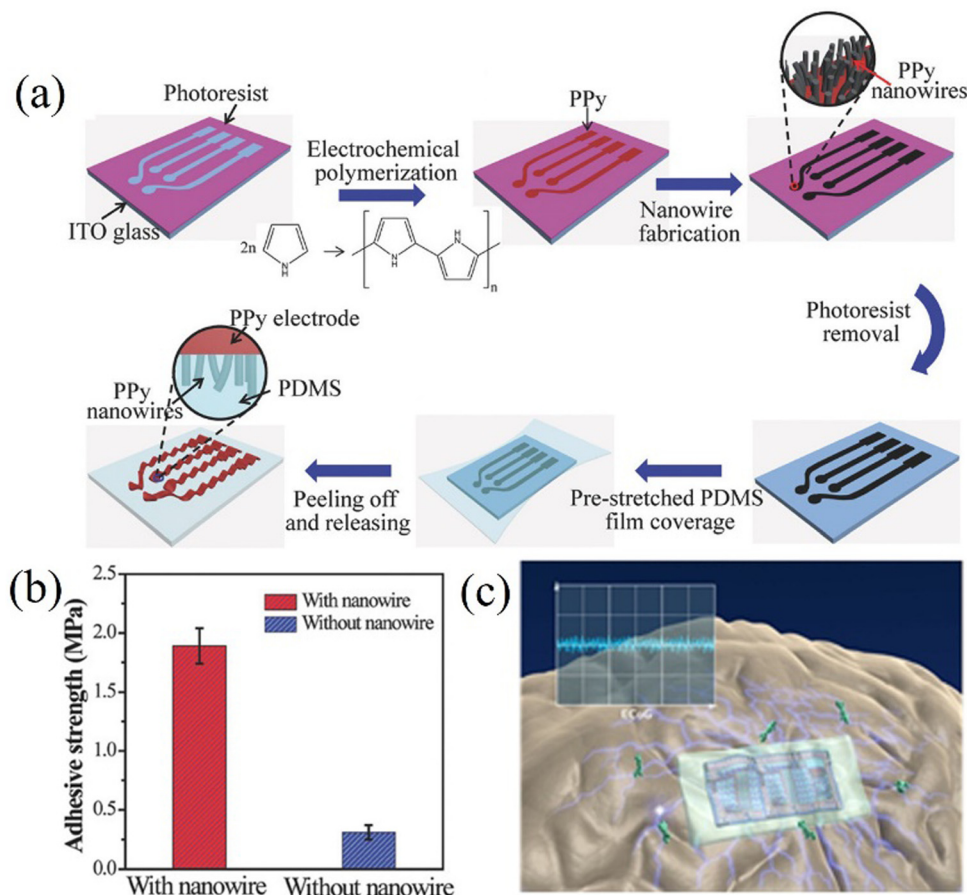 (a)
Photoresist
ITO glass
Electrochemical
polymerization
2n
N
H
H
N
N
H
n
PPy
Nanowire
fabrication
PPy
nanowires
Photoresist
removal
PPy electrode
PPy
nanowires
PDMS
Peeling off
and releasing
Pre-stretched PDMS
film coverage
(b)
Adhesive strength (MPa)
2.5
2.0
1.5
1.0
0.5
0.0
With nanowire
Without nanowire
With nanowire
Without nanowire
(c)
ECoG